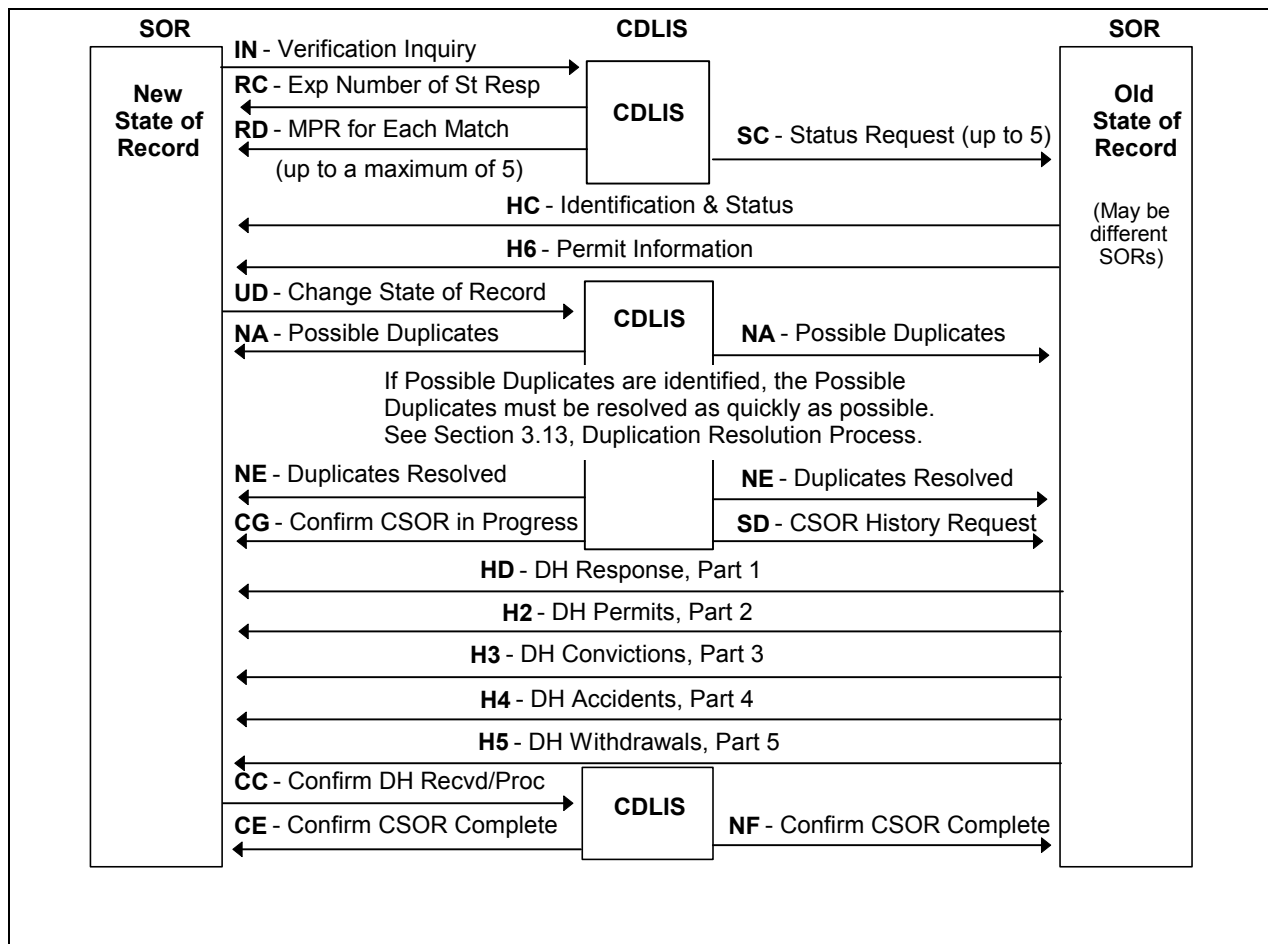 SOR
CDLIS
SOR
New
State of
Record
IN - Verification Inquiry
RC - Exp Number of St Resp
RD - MPR for Each Match
(up to a maximum of 5)
CDLIS
SC - Status Request (up to 5)
Old
State of
Record
(May be
different
SORs)
HC - Identification & Status
H6 - Permit Information
UD - Change State of Record
CDLIS
NA - Possible Duplicates
NA - Possible Duplicates
If Possible Duplicates are identified, the Possible
Duplicates must be resolved as quickly as possible.
See Section 3.13, Duplication Resolution Process.
NE - Duplicates Resolved
NE - Duplicates Resolved
CG - Confirm CSOR in Progress
SD - CSOR History Request
HD - DH Response, Part 1
H2 - DH Permits, Part 2
H3 - DH Convictions, Part 3
H4 - DH Accidents, Part 4
H5 - DH Withdrawals, Part 5
CC - Confirm DH Recvd/Proc
CDLIS
CE - Confirm CSOR Complete
NF - Confirm CSOR Complete